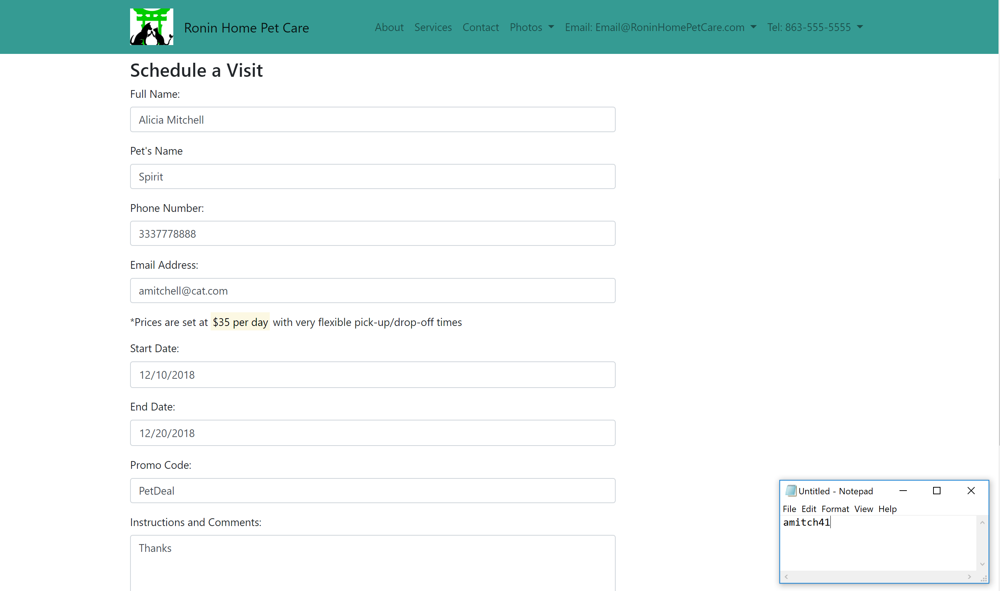 Ronin Home Pet Care About Services Contact Photos Email: Email@RoninHomePetCare.com Tel: 863-555-5555
Schedule a Visit
Full Name:
Alicia Mitchell
Pet's Name
Spirit
Phone Number:
3337778888
Email Address:
amitchell@cat.com
*Prices are set at $35 per day with very flexible pick-up/drop-off times
Start Date:
12/10/2018
End Date:
12/20/2018
Promo Code:
PetDeal
Instructions and Comments:
Thanks
Untitled - Notepad
File Edit Format View Help
amitch41